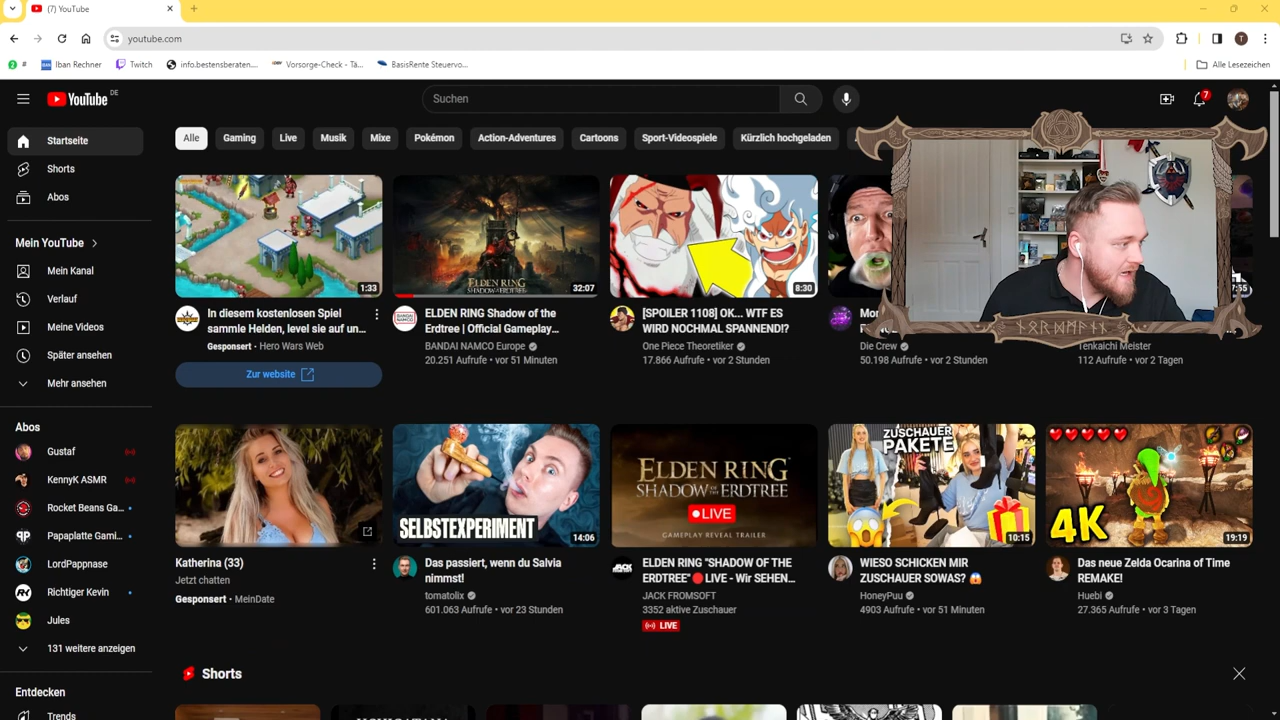 (7) YouTube
youtube.com
#
Iban Rechner
Twitch
info.bestensberaten....
Vorsorge-Check - Tä...
BasisRente Steuervo...
Alle Lesezeichen
YouTube DE
Suchen
7
Startseite
Shorts
Abos
Mein YouTube
Mein Kanal
Verlauf
Meine Videos
Später ansehen
Mehr ansehen
Abos
Gustaf
KennyK ASMR
Rocket Beans Ga...
Papaplatte Gami...
LordPappnase
Richtiger Kevin
Jules
131 weitere anzeigen
Entdecken
Trends
Alle
Gaming
Live
Musik
Mixe
Pokémon
Action-Adventures
Cartoons
Sport-Videospiele
Kürzlich hochgeladen
1:33
In diesem kostenlosen Spiel
sammle Helden, level sie auf un...
Gesponsert • Hero Wars Web
Zur website
ELDEN RING
32:07
ELDEN RING Shadow of the
Erdtree | Official Gameplay...
BANDAI NAMCO Europe
20.251 Aufrufe • vor 51 Minuten
8:30
[SPOILER 1108] OK... WTF ES
WIRD NOCHMAL SPANNEND!?
One Piece Theoretiker
17.866 Aufrufe • vor 2 Stunden
Die Crew
50.198 Aufrufe • vor 2 Stunden
Tenkaichi Meister
112 Aufrufe • vor 2 Tagen
Katherina (33)
Jetzt chatten
Gesponsert • MeinDate
SELBSTEXPERIMENT
14:06
Das passiert, wenn du Salvia
nimmst!
tomatolix
601.063 Aufrufe • vor 23 Stunden
ELDEN RING
SHADOW OF THE ERDTREE
LIVE
GAMEPLAY REVEAL TRAILER
ELDEN RING "SHADOW OF THE
ERDTREE"🔴LIVE - Wir SEHEN...
JACK FROMSOFT
3352 aktive Zuschauer
LIVE
ZUSCHAUER
PAKETE
10:15
WIESO SCHICKEN MIR
ZUSCHAUER SOWAS? 😱
HoneyPuu
4903 Aufrufe • vor 51 Minuten
4K
19:19
Das neue Zelda Ocarina of Time
REMAKE!
Huebi
27.365 Aufrufe • vor 3 Tagen
Shorts